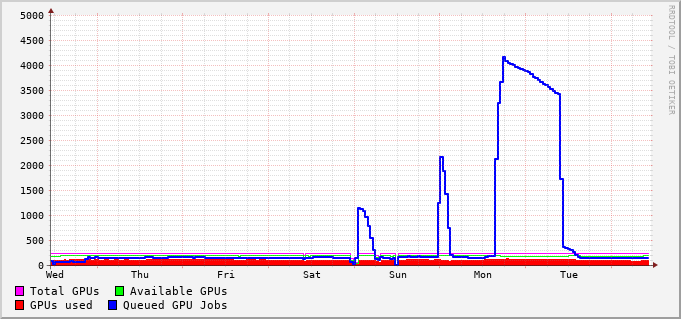 5000
4500
4000
3500
3000
2500
2000
1500
1000
500
0
Wed Thu Fri Sat Sun Mon Tue
Total GPUs Available GPUs
GPUs used Queued GPU Jobs
RRDTOOL / TOBI OETIKER